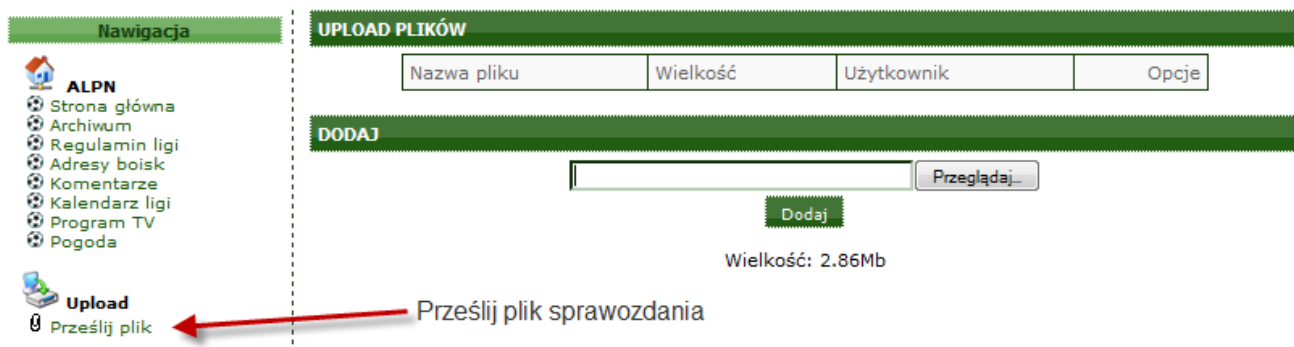 Nawigacja
ALPN
Strona główna
Archiwum
Regulamin ligi
Adresy boisk
Komentarze
Kalendarz ligi
Program TV
Pogoda
Upload
Prześlij plik
UPLOAD PLIKÓW
Nazwa pliku Wielkość Użytkownik Opcje
DODAJ
Przeglądaj...
Dodaj
Wielkość: 2.86Mb
Prześlij plik sprawozdania